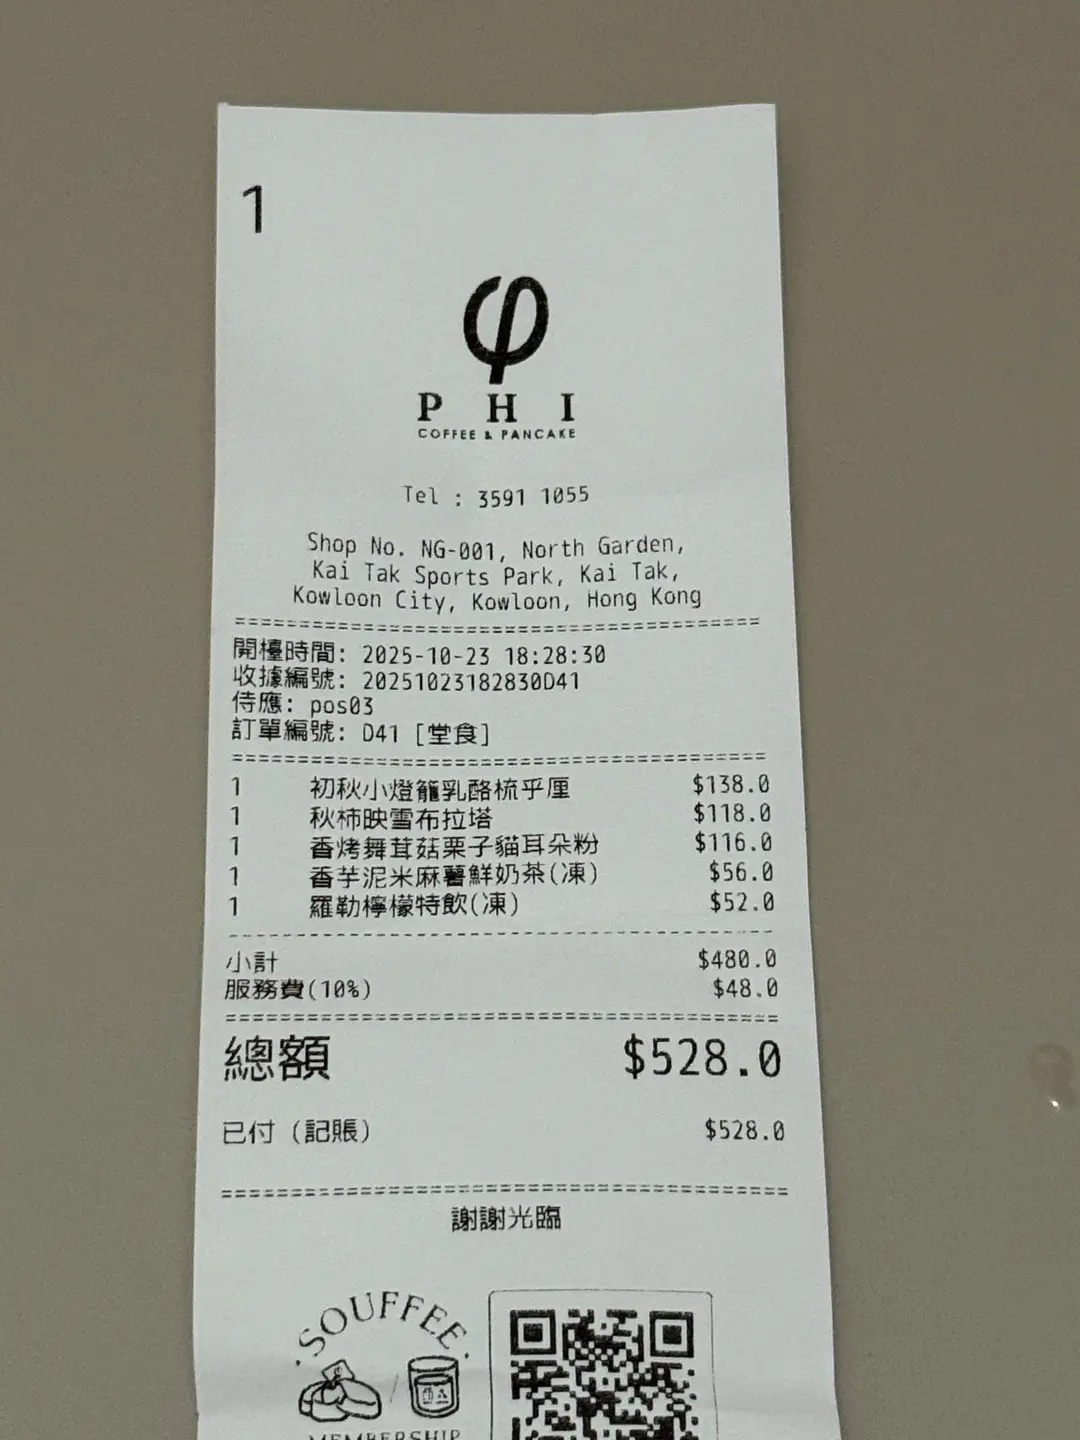 1
φ
PHI
COFFEE & PANCAKE
Tel : 3591 1055
Shop No. NG-001, North Garden,
Kai Tak Sports Park, Kai Tak,
Kowloon City, Kowloon, Hong Kong
開檯時間: 2025-10-23 18:28:30
收據編號: 20251023182830D41
侍應: pos03
訂單編號: D41 [堂食]
1 初秋小燈籠乳酪梳乎厘 $138.0
1 秋柿映雪布拉塔 $118.0
1 香烤舞茸菇栗子貓耳朵粉 $116.0
1 香芋泥米麻薯鮮奶茶(凍) $56.0
1 羅勒檸檬特飲(凍) $52.0
小計 $480.0
服務費(10%) $48.0
總額 $528.0
已付 (記賬) $528.0
謝謝光臨
SOUFFEE
MEMBERSHIP